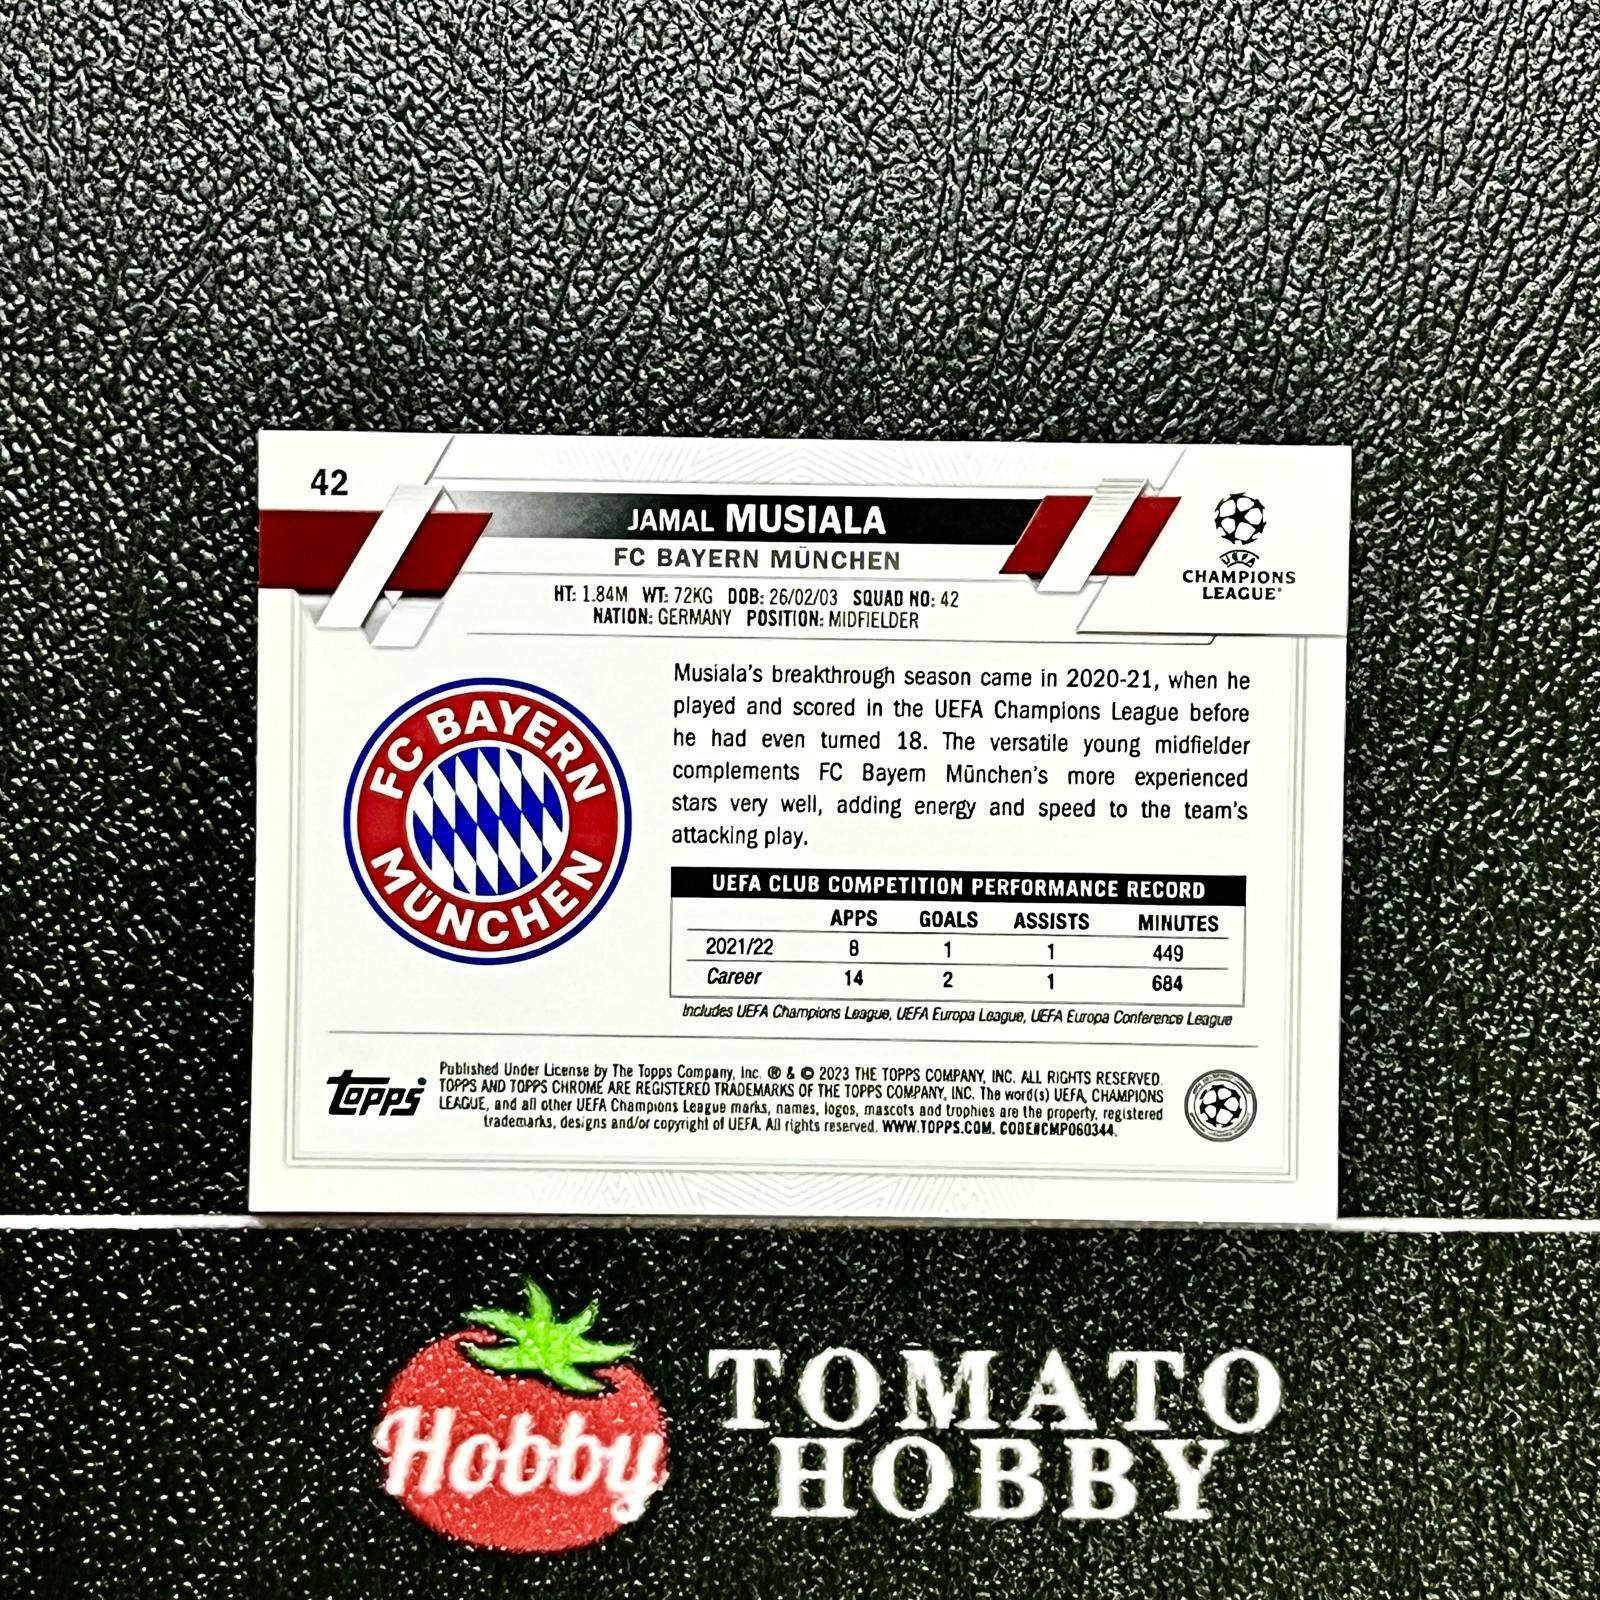 42
JAMAL MUSIALA
FC BAYERN MÜNCHEN
HT: 1.84M WT: 72KG DOB: 26/02/03 SQUAD NO: 42
NATION: GERMANY POSITION: MIDFIELDER
UEFA
CHAMPIONS
LEAGUE®
FC BAYERN
MÜNCHEN
Musiala's breakthrough season came in 2020-21, when he
played and scored in the UEFA Champions League before
he had even turned 18. The versatile young midfielder
complements FC Bayern München's more experienced
stars very well, adding energy and speed to the team's
attacking play.
UEFA CLUB COMPETITION PERFORMANCE RECORD
APPS GOALS ASSISTS MINUTES
2021/22 8 1 1 449
Career 14 2 1 684
Includes UEFA Champions League, UEFA Europa League, UEFA Europa Conference League
topps
Published Under License by The Topps Company, Inc. ® & © 2023 THE TOPPS COMPANY, INC. ALL RIGHTS RESERVED.
TOPPS AND TOPPS CHROME ARE REGISTERED TRADEMARKS OF THE TOPPS COMPANY, INC. The word(s) UEFA, CHAMPIONS
LEAGUE, and all other UEFA Champions League marks, names, logos, mascots and trophies are the property, registered
trademarks, designs and/or copyright of UEFA. All rights reserved. WWW.TOPPS.COM. CODE#CMP060344.
Hobby
TOMATO
HOBBY